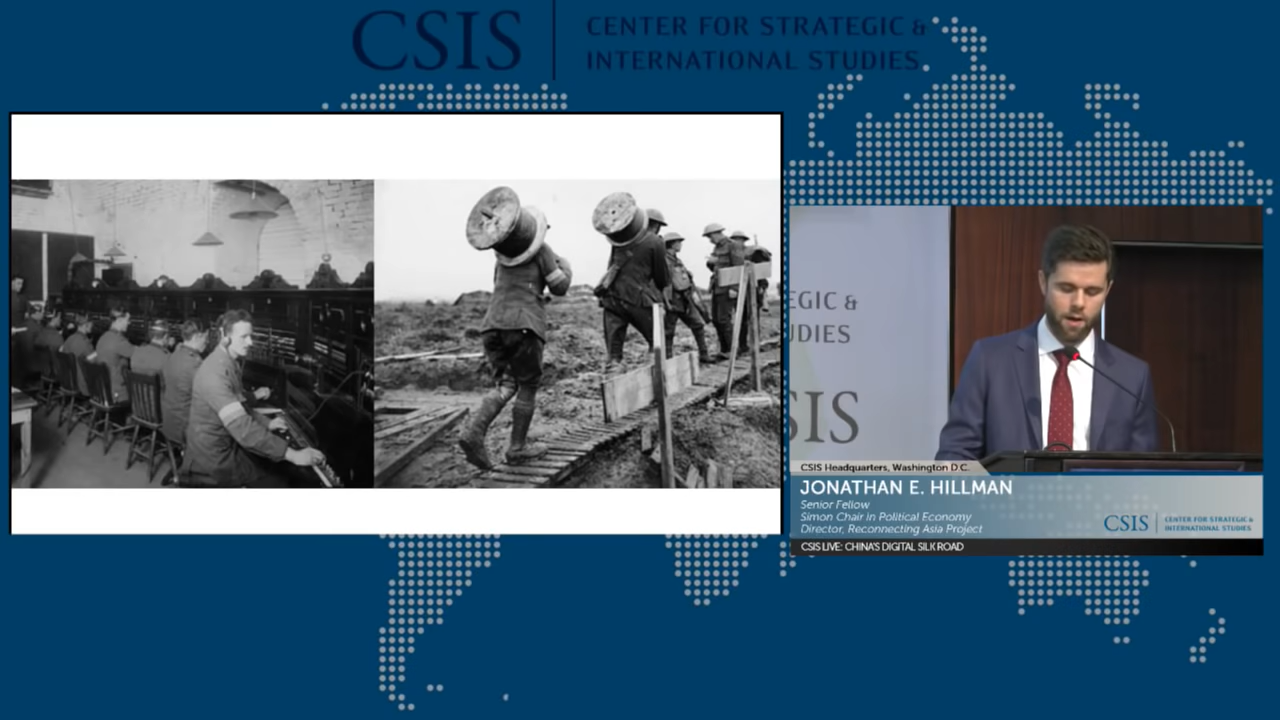 CSIS
CENTER FOR STRATEGIC &
INTERNATIONAL STUDIES
EGIC &
UDIES
SIS
CSIS Headquarters, Washington D.C.
JONATHAN E. HILLMAN
Senior Fellow
Simon Chair in Political Economy
Director, Reconnecting Asia Project
CSIS
CENTER FOR STRATEGIC &
INTERNATIONAL STUDIES
CSIS LIVE: CHINA'S DIGITAL SILK ROAD